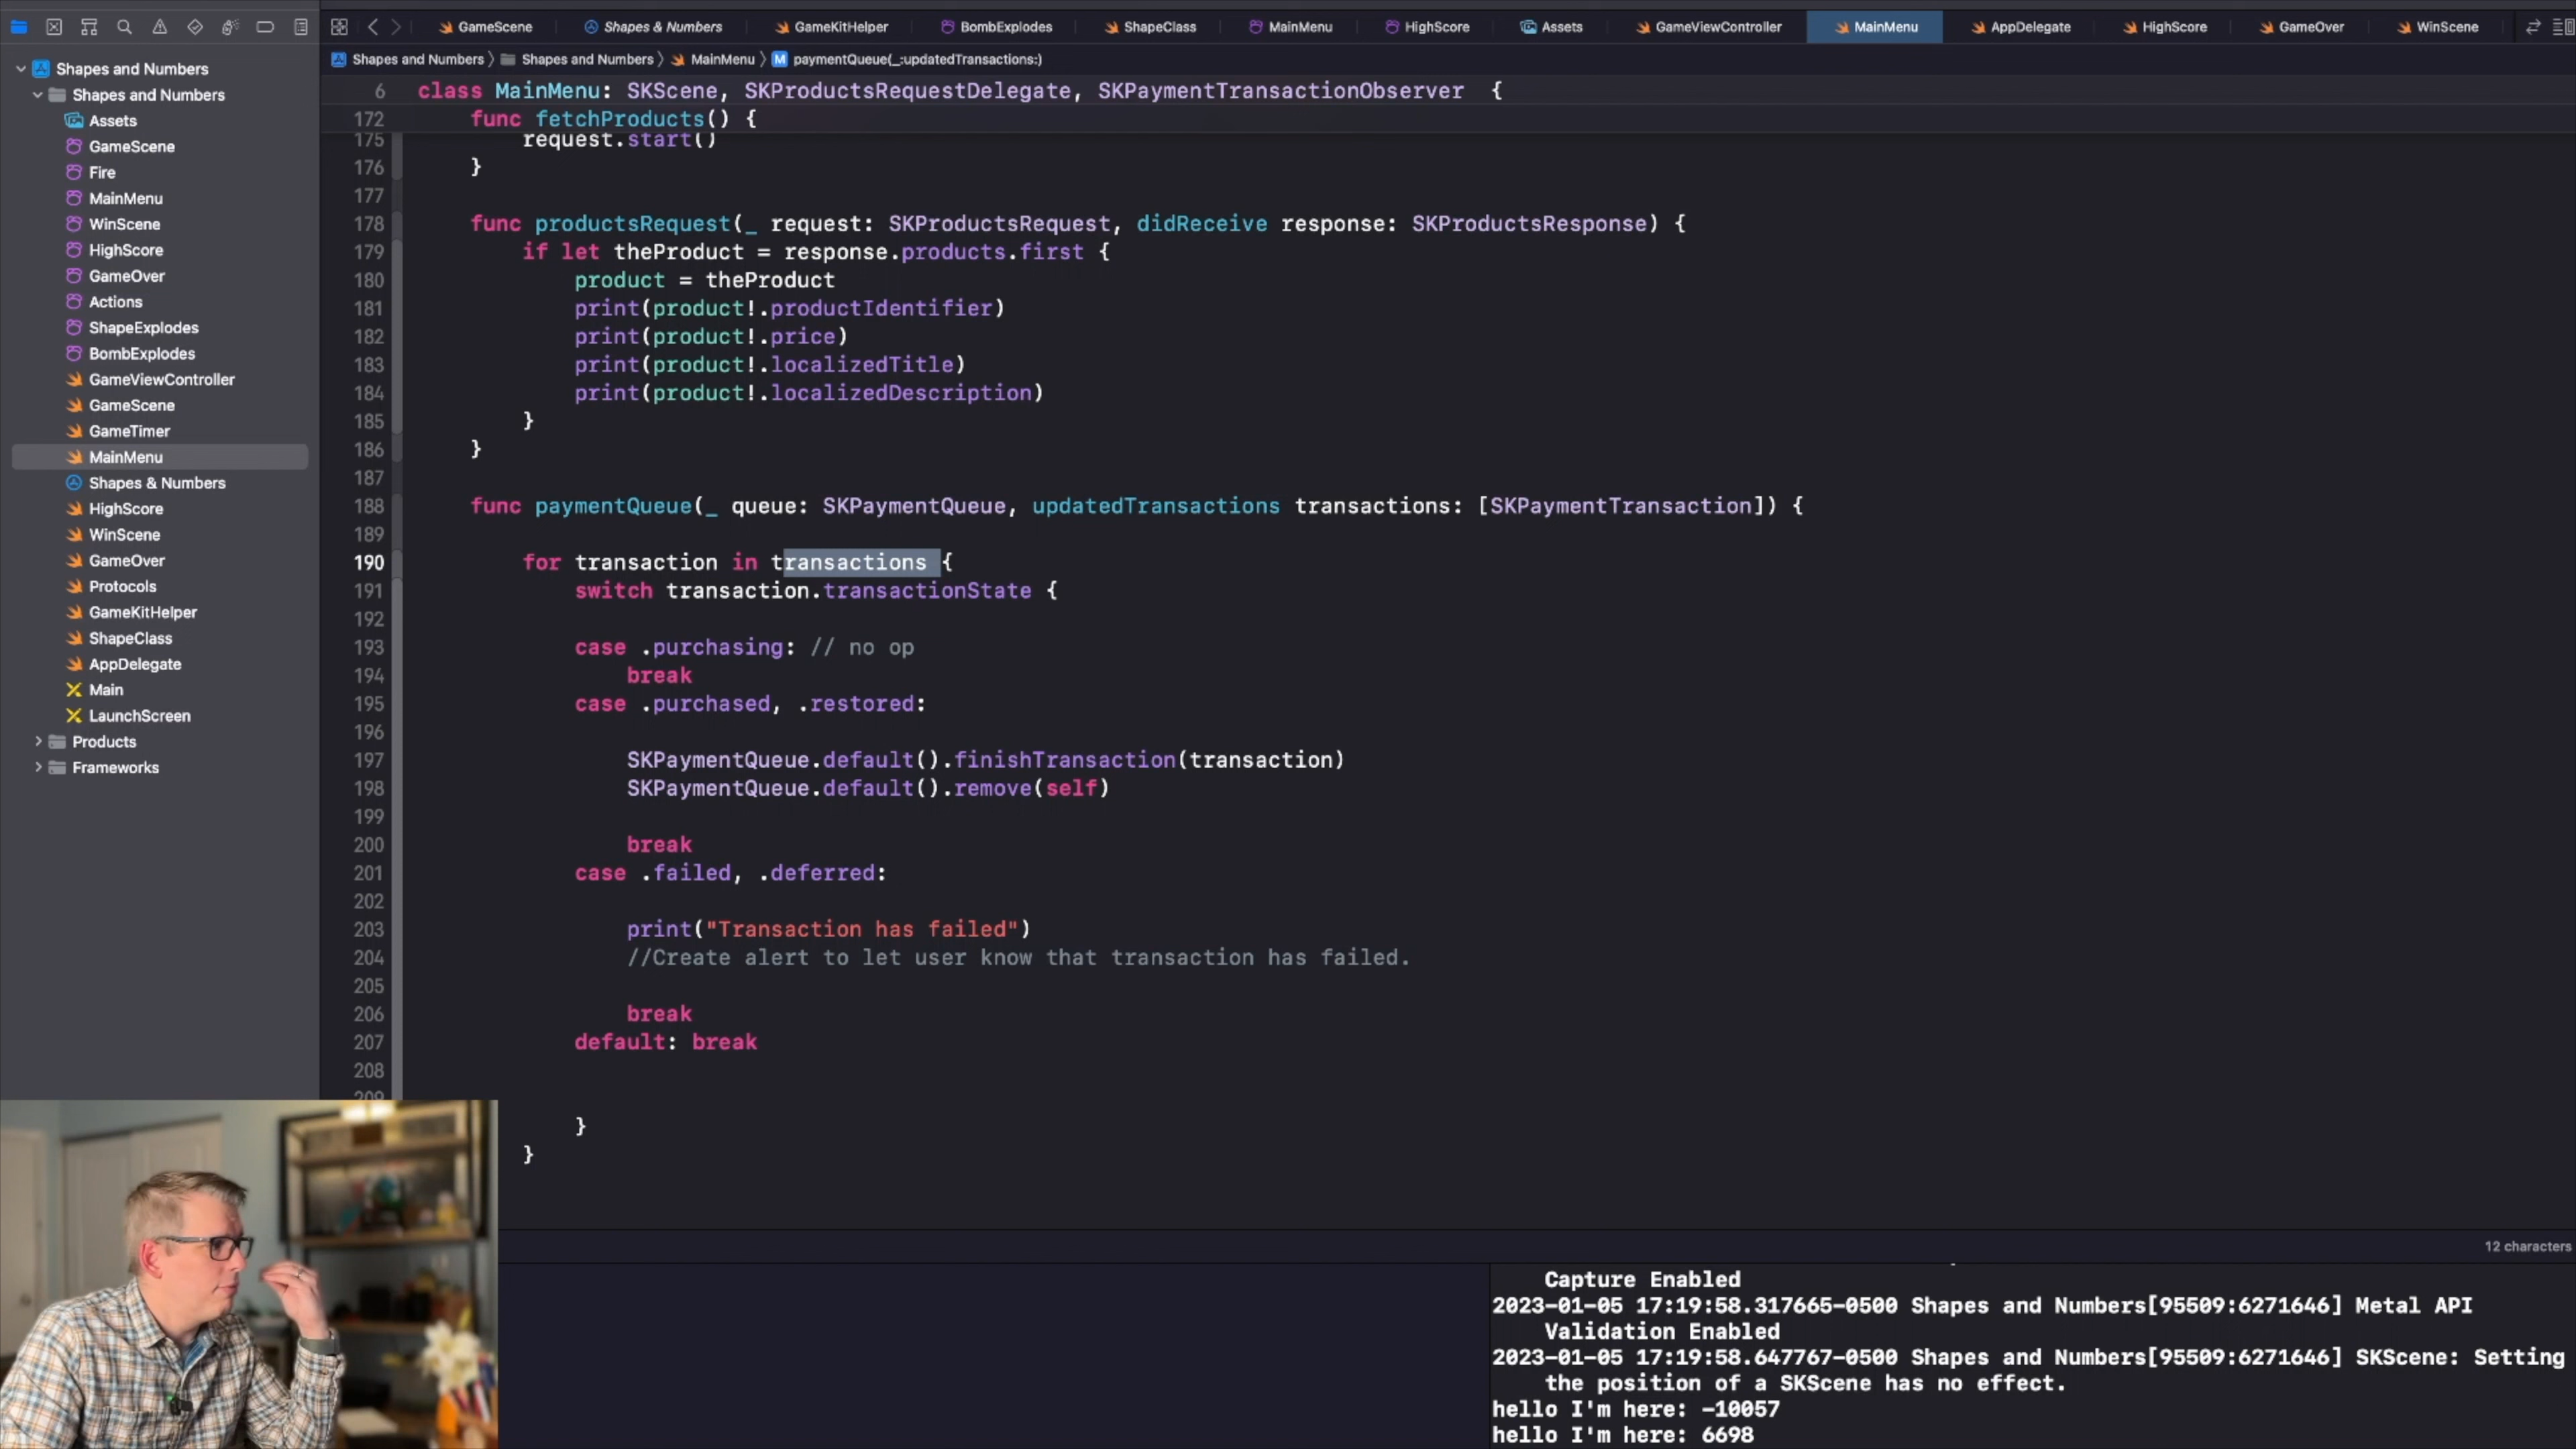 GameScene
Shapes & Numbers
GameKitHelper
BombExplodes
ShapeClass
MainMenu
HighScore
Assets
GameViewController
MainMenu
AppDelegate
HighScore
GameOver
WinScene
Shapes and Numbers
Shapes and Numbers
Assets
GameScene
Fire
MainMenu
WinScene
HighScore
GameOver
Actions
ShapeExplodes
BombExplodes
GameViewController
GameScene
GameTimer
MainMenu
Shapes & Numbers
HighScore
WinScene
GameOver
Protocols
GameKitHelper
ShapeClass
AppDelegate
Main
LaunchScreen
Products
Frameworks
Shapes and Numbers 〉 Shapes and Numbers 〉 MainMenu 〉 M paymentQueue(_:updatedTransactions:)
6 class MainMenu: SKScene, SKProductsRequestDelegate, SKPaymentTransactionObserver {
172 func fetchProducts() {
175 request.start()
176 }
177
178 func productsRequest(_ request: SKProductsRequest, didReceive response: SKProductsResponse) {
179 if let theProduct = response.products.first {
180 product = theProduct
181 print(product!.productIdentifier)
182 print(product!.price)
183 print(product!.localizedTitle)
184 print(product!.localizedDescription)
185 }
186 }
187
188 func paymentQueue(_ queue: SKPaymentQueue, updatedTransactions transactions: [SKPaymentTransaction]) {
189
190 for transaction in transactions {
191 switch transaction.transactionState {
192
193 case .purchasing: // no op
194 break
195 case .purchased, .restored:
196
197 SKPaymentQueue.default().finishTransaction(transaction)
198 SKPaymentQueue.default().remove(self)
199
200 break
201 case .failed, .deferred:
202
203 print("Transaction has failed")
204 //Create alert to let user know that transaction has failed.
205
206 break
207 default: break
208
209
}
}
12 characters
Capture Enabled
2023-01-05 17:19:58.317665-0500 Shapes and Numbers[95509:6271646] Metal API
Validation Enabled
2023-01-05 17:19:58.647767-0500 Shapes and Numbers[95509:6271646] SKScene: Setting
the position of a SKScene has no effect.
hello I'm here: -10057
hello I'm here: 6698